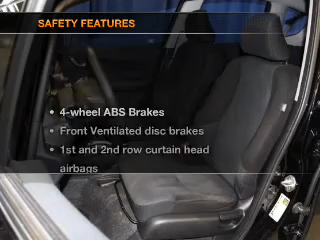 SAFETY FEATURES
• 4-wheel ABS Brakes
• Front Ventilated disc brakes
• 1st and 2nd row curtain head
airbags